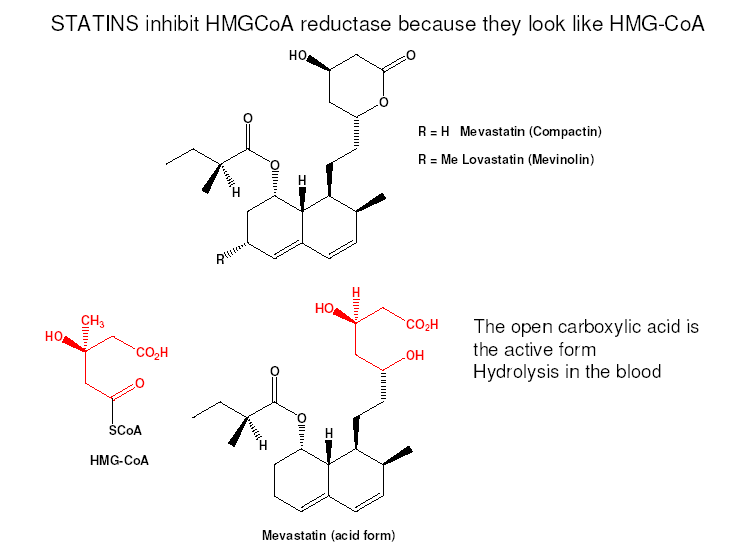 STATINS inhibit HMGCoA reductase because they look like HMG-CoA
HO
O
O
R = H   Mevastatin (Compactin)
R = Me Lovastatin (Mevinolin)
O
O
H
H
R
H
HO
CO₂H
OH
CH₃
HO
CO₂H
O
SCoA
HMG-CoA
The open carboxylic acid is
the active form
Hydrolysis in the blood
O
O
H
H
Mevastatin (acid form)